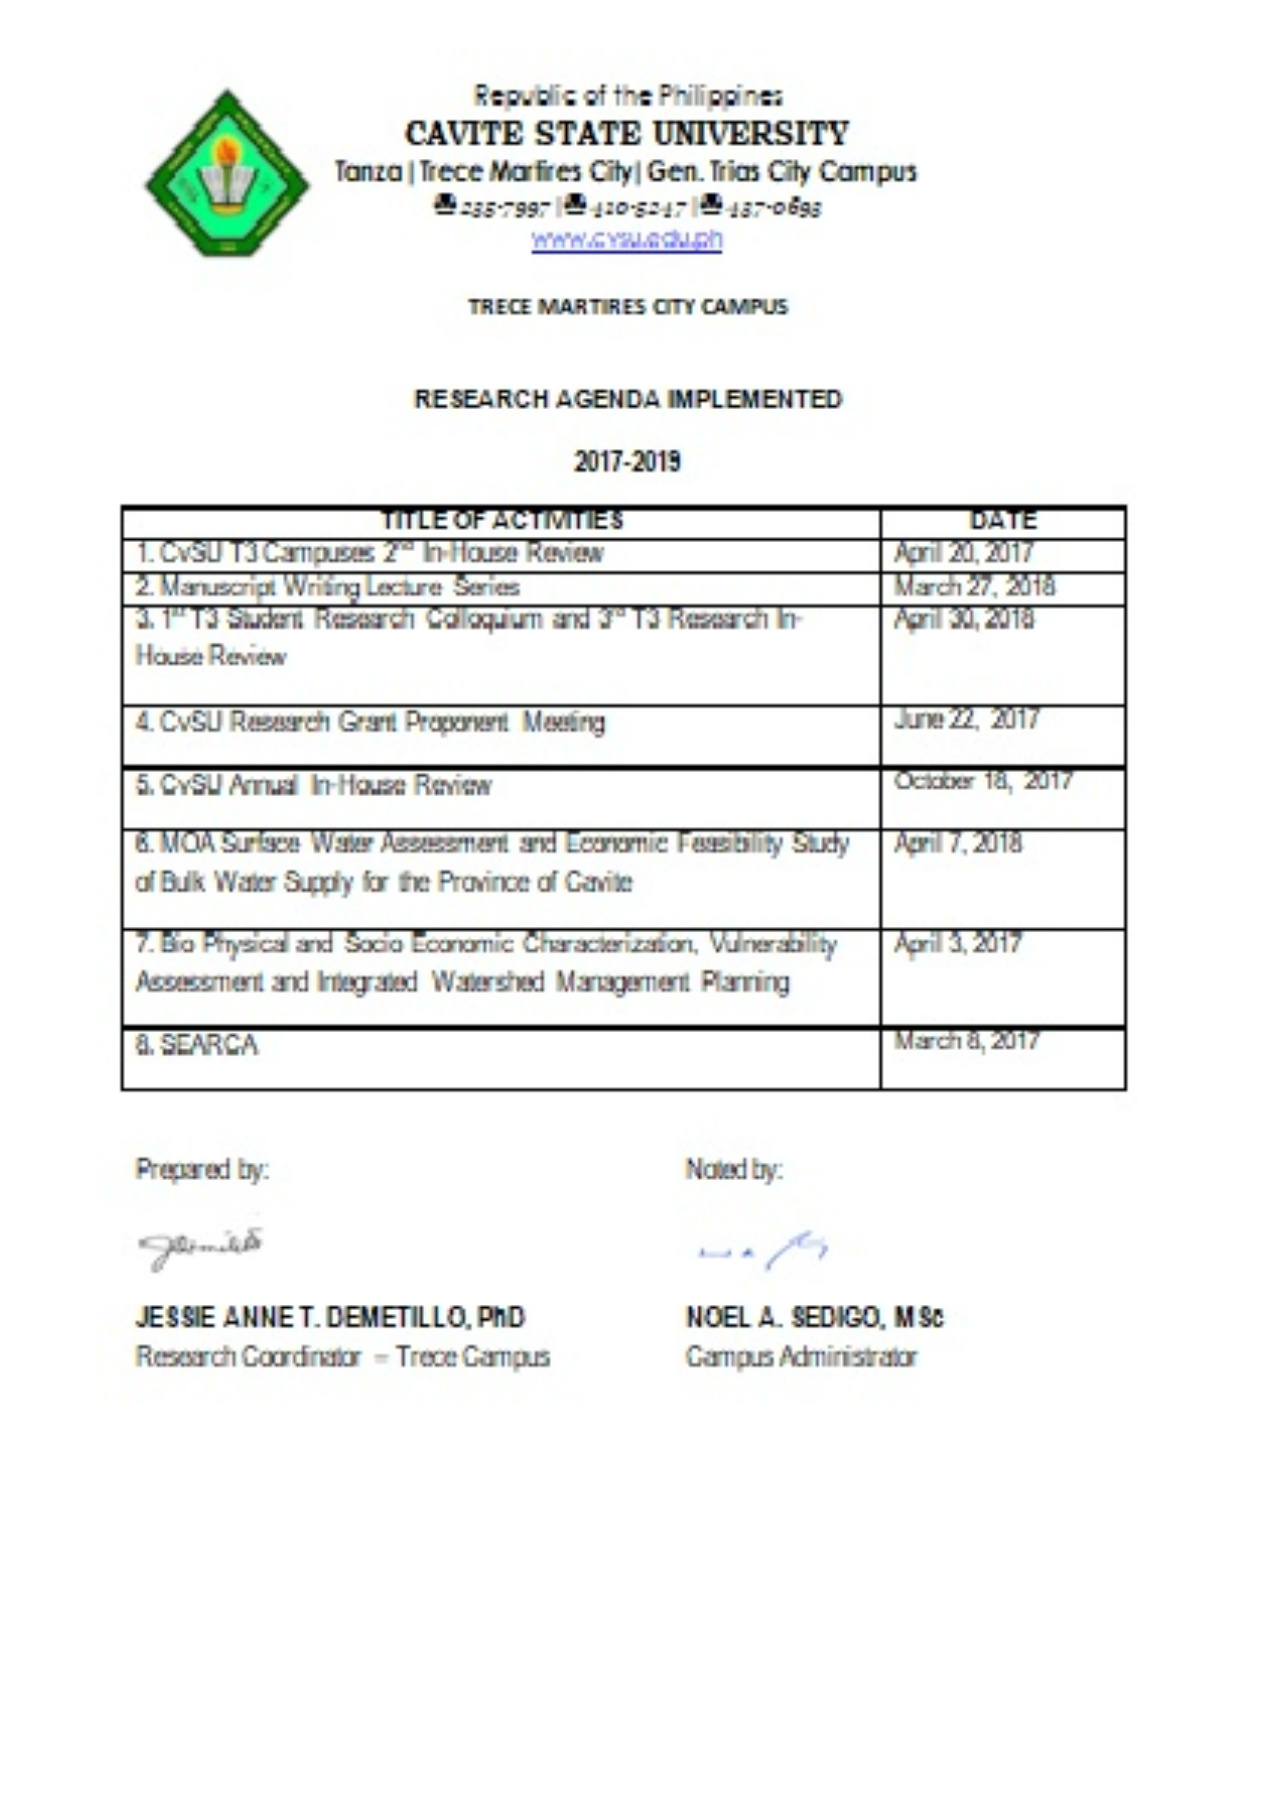 Republic of the Philippines
CAVITE STATE UNIVERSITY
Tanza | Trece Martires City| Gen. Trias City Campus
235-7997 | 410-5247 | 437-0693
www.cvsu.edu.ph
TRECE MARTIRES CITY CAMPUS
RESEARCH AGENDA IMPLEMENTED
2017-2019
TITLE OF ACTIVITIES DATE
1. CvSU T3 Campuses 2nd In-House Review April 20, 2017
2. Manuscript Writing Lecture Series March 27, 2018
3. 1st T3 Student Research Colloquium and 3rd T3 Research In- April 30, 2018
House Review
4. CvSU Research Grant Proponent Meeting June 22, 2017
5. CvSU Annual In-House Review October 18, 2017
6. MOA Surface Water Assessment and Economic Feasibility Study April 7, 2018
of Bulk Water Supply for the Province of Cavite
7. Bio Physical and Socio Economic Characterization, Vulnerability April 3, 2017
Assessment and Integrated Watershed Management Planning
8. SEARCA March 8, 2017
Prepared by: Noted by:
JESSIE ANNE T. DEMETILLO, PhD NOEL A. SEDIGO, MSc
Research Coordinator – Trece Campus Campus Administrator